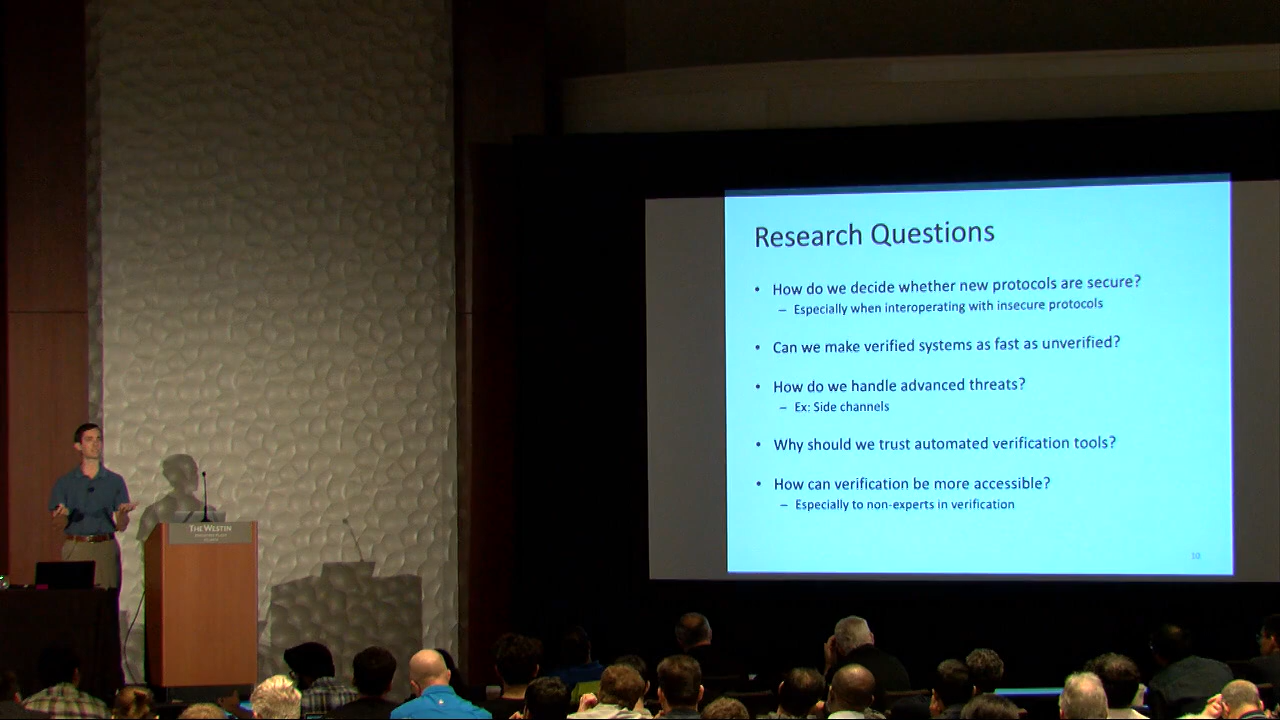 Research Questions
• How do we decide whether new protocols are secure?
– Especially when interoperating with insecure protocols
• Can we make verified systems as fast as unverified?
• How do we handle advanced threats?
– Ex: Side channels
• Why should we trust automated verification tools?
• How can verification be more accessible?
– Especially to non-experts in verification
10
THE WESTIN